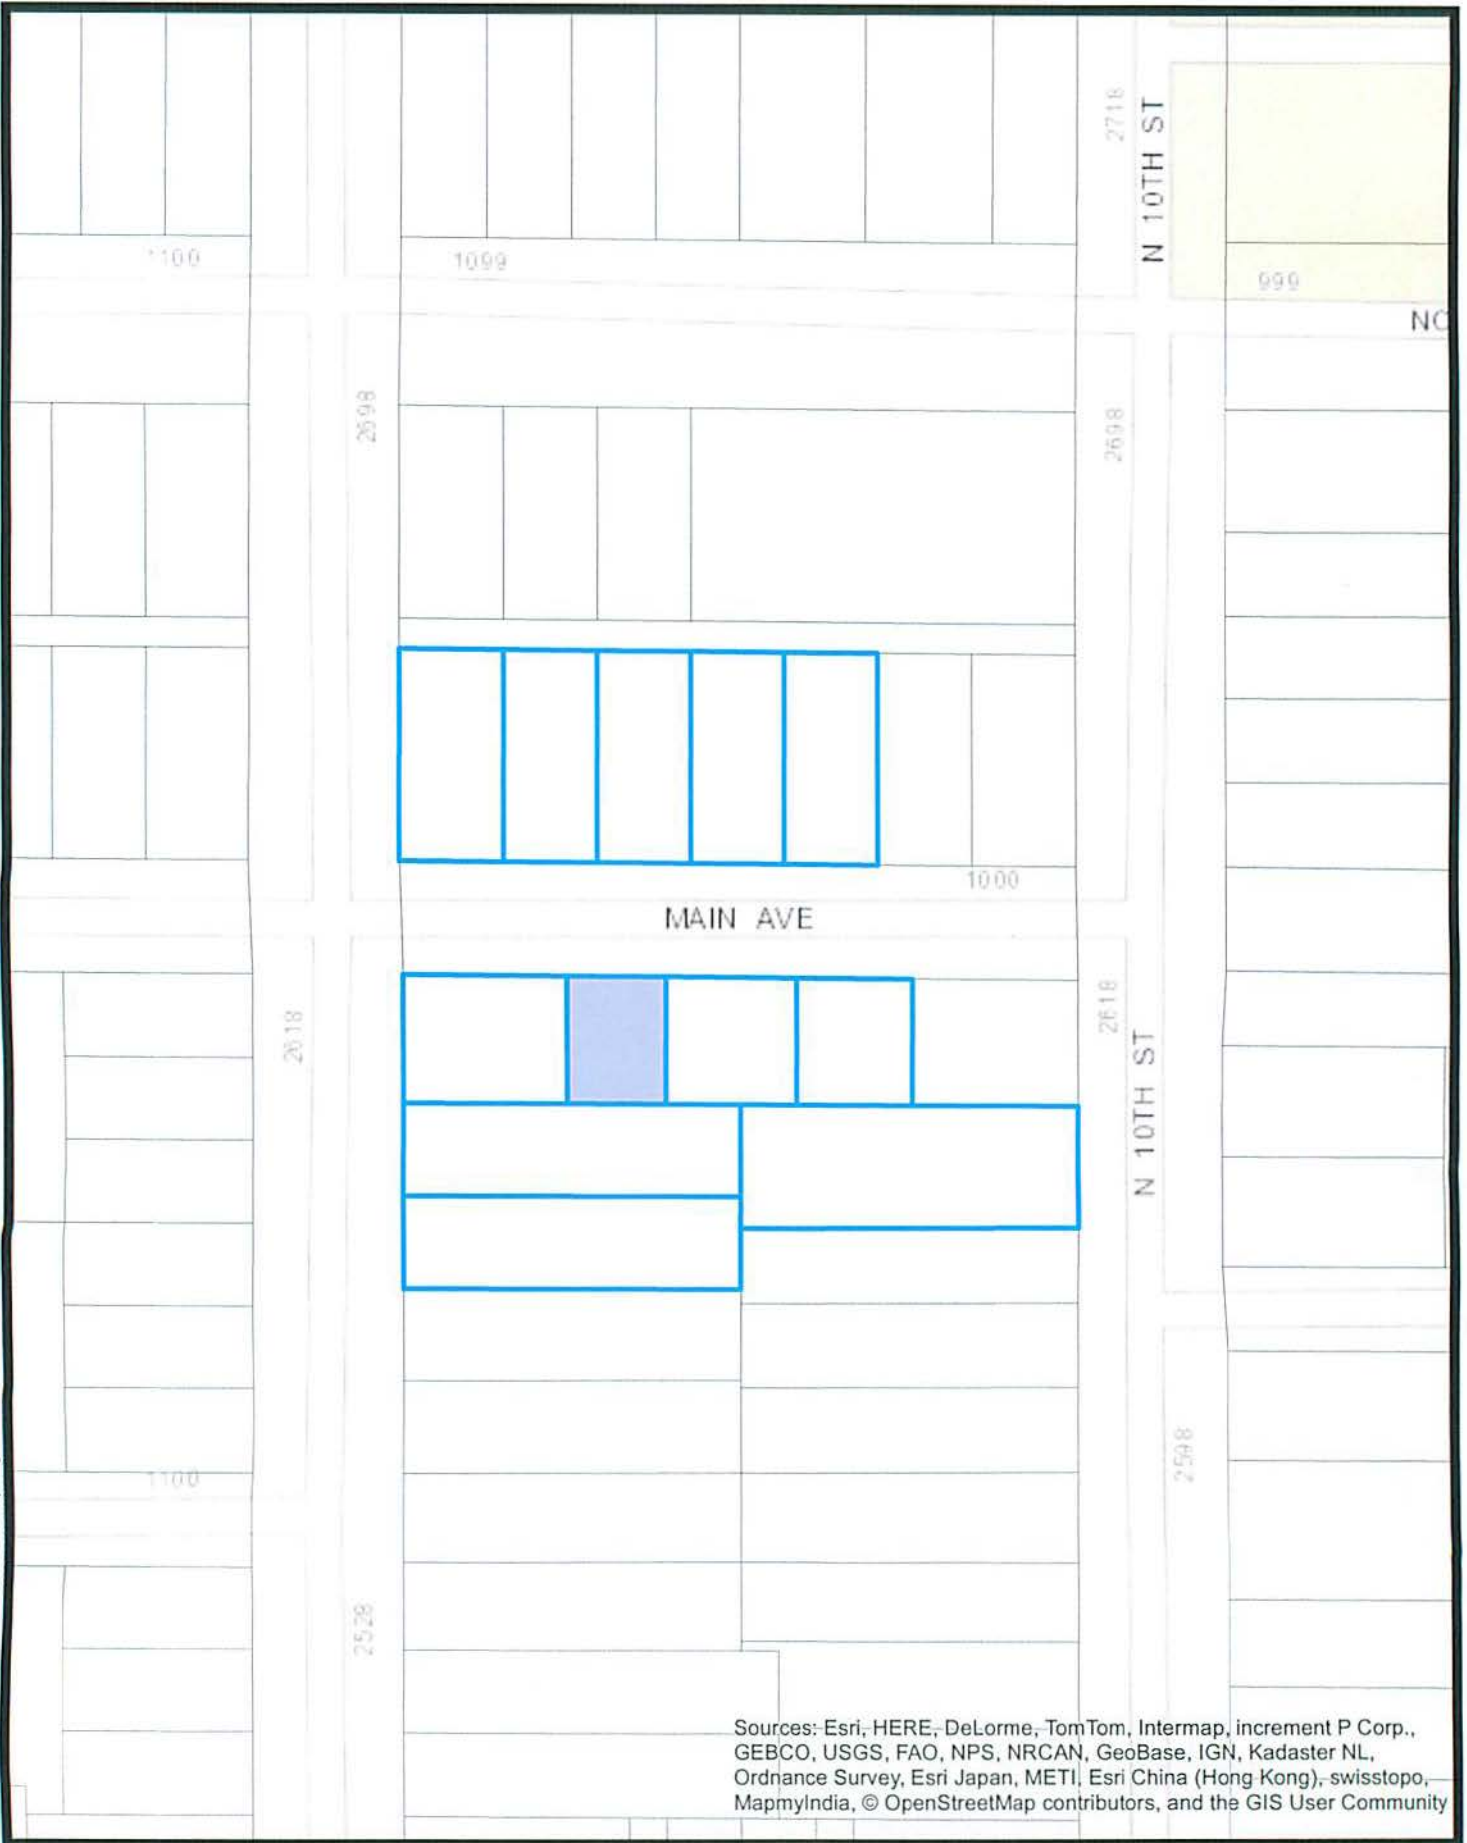 2718
N 10TH ST
1100
1099
999
NO
2698
2698
1000
MAIN AVE
2618
2618
N 10TH ST
1100
2598
2528
Sources: Esri, HERE, DeLorme, TomTom, Intermap, increment P Corp.,
GEBCO, USGS, FAO, NPS, NRCAN, GeoBase, IGN, Kadaster NL,
Ordnance Survey, Esri Japan, METI, Esri China (Hong Kong), swisstopo,
MapmyIndia, © OpenStreetMap contributors, and the GIS User Community